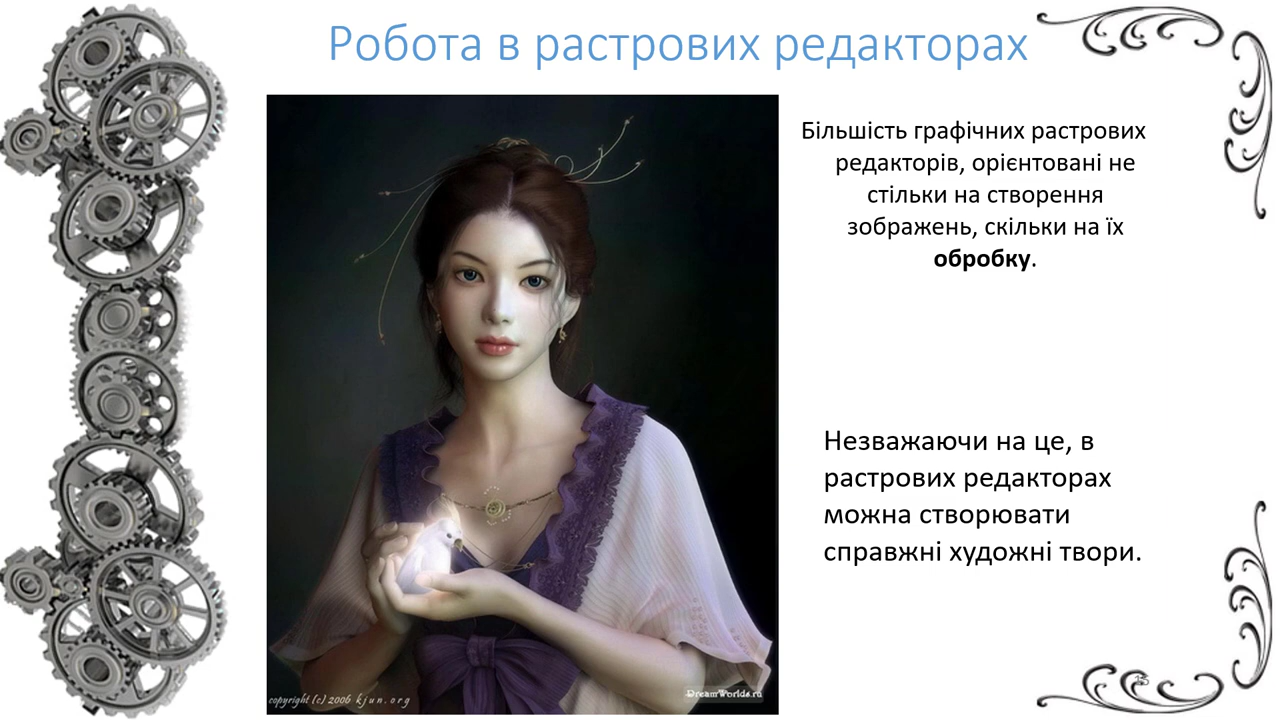 Робота в растрових редакторах
Більшість графічних растрових
редакторів, орієнтовані не
стільки на створення
зображень, скільки на їх
обробку.
Незважаючи на це, в
растрових редакторах
можна створювати
справжні художні твори.
copyright (c) 2006 kjun.org
DreamWorlds.ru